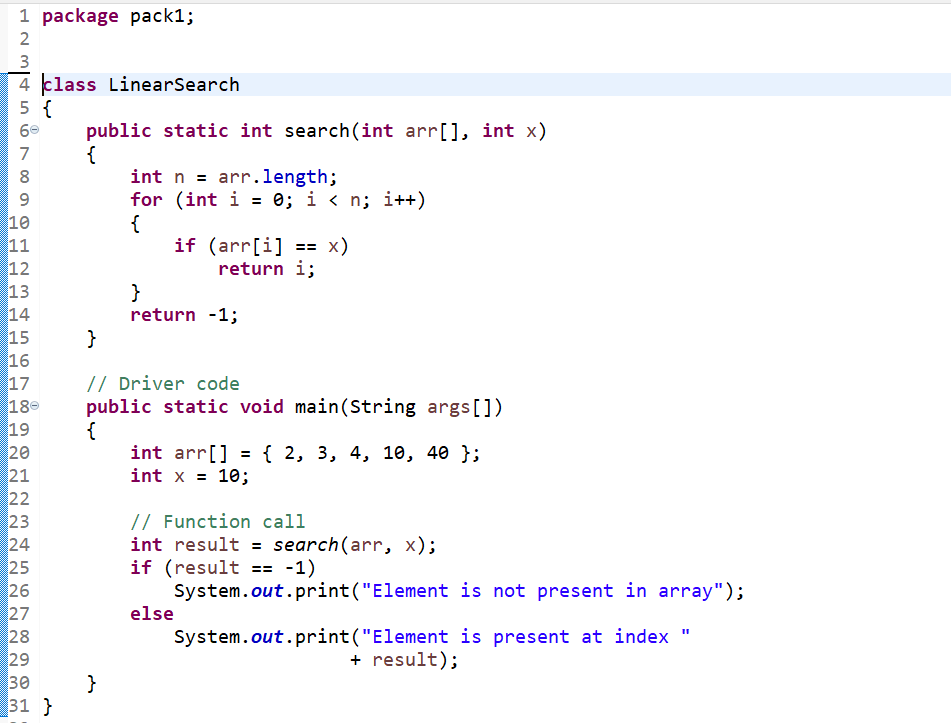 1 package pack1;
2
3
4 class LinearSearch
5 {
6 public static int search(int arr[], int x)
7 {
8 int n = arr.length;
9 for (int i = 0; i < n; i++)
10 {
11 if (arr[i] == x)
12 return i;
13 }
14 return -1;
15 }
16
17 // Driver code
18 public static void main(String args[])
19 {
20 int arr[] = { 2, 3, 4, 10, 40 };
21 int x = 10;
22
23 // Function call
24 int result = search(arr, x);
25 if (result == -1)
26 System.out.print("Element is not present in array");
27 else
28 System.out.print("Element is present at index "
29 + result);
30 }
31 }